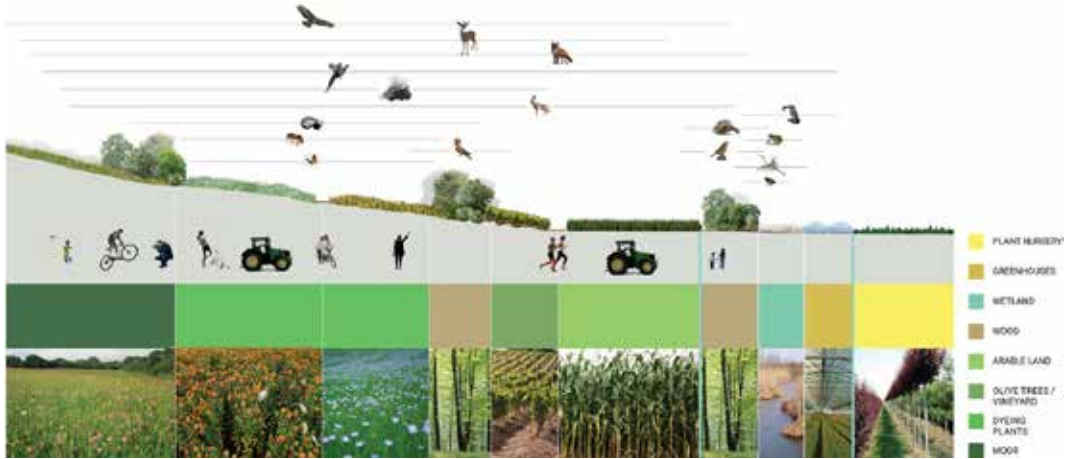 PLANT NURSERY
GREENHOUSES
WETLAND
WOOD
ARABLE LAND
OLIVE TREES /
VINEYARD
DYEING
PLANTS
MOOR